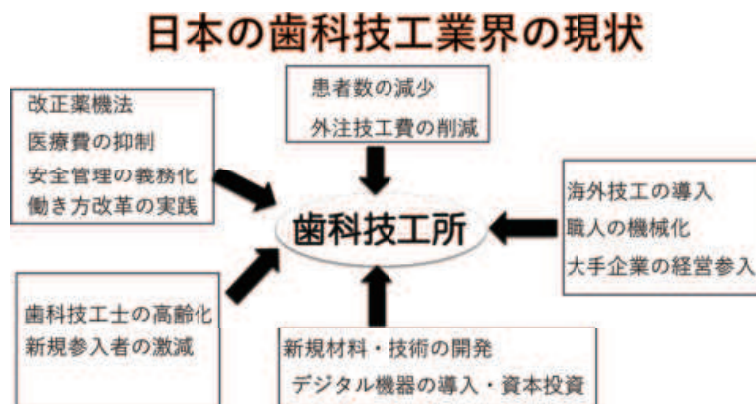 日本の歯科技工業界の現状
患者数の減少
外注技工費の削減
改正薬機法
医療費の抑制
安全管理の義務化
働き方改革の実践
海外技工の導入
職人の機械化
大手企業の経営参入
歯科技工所
歯科技工士の高齢化
新規参入者の激減
新規材料・技術の開発
デジタル機器の導入・資本投資